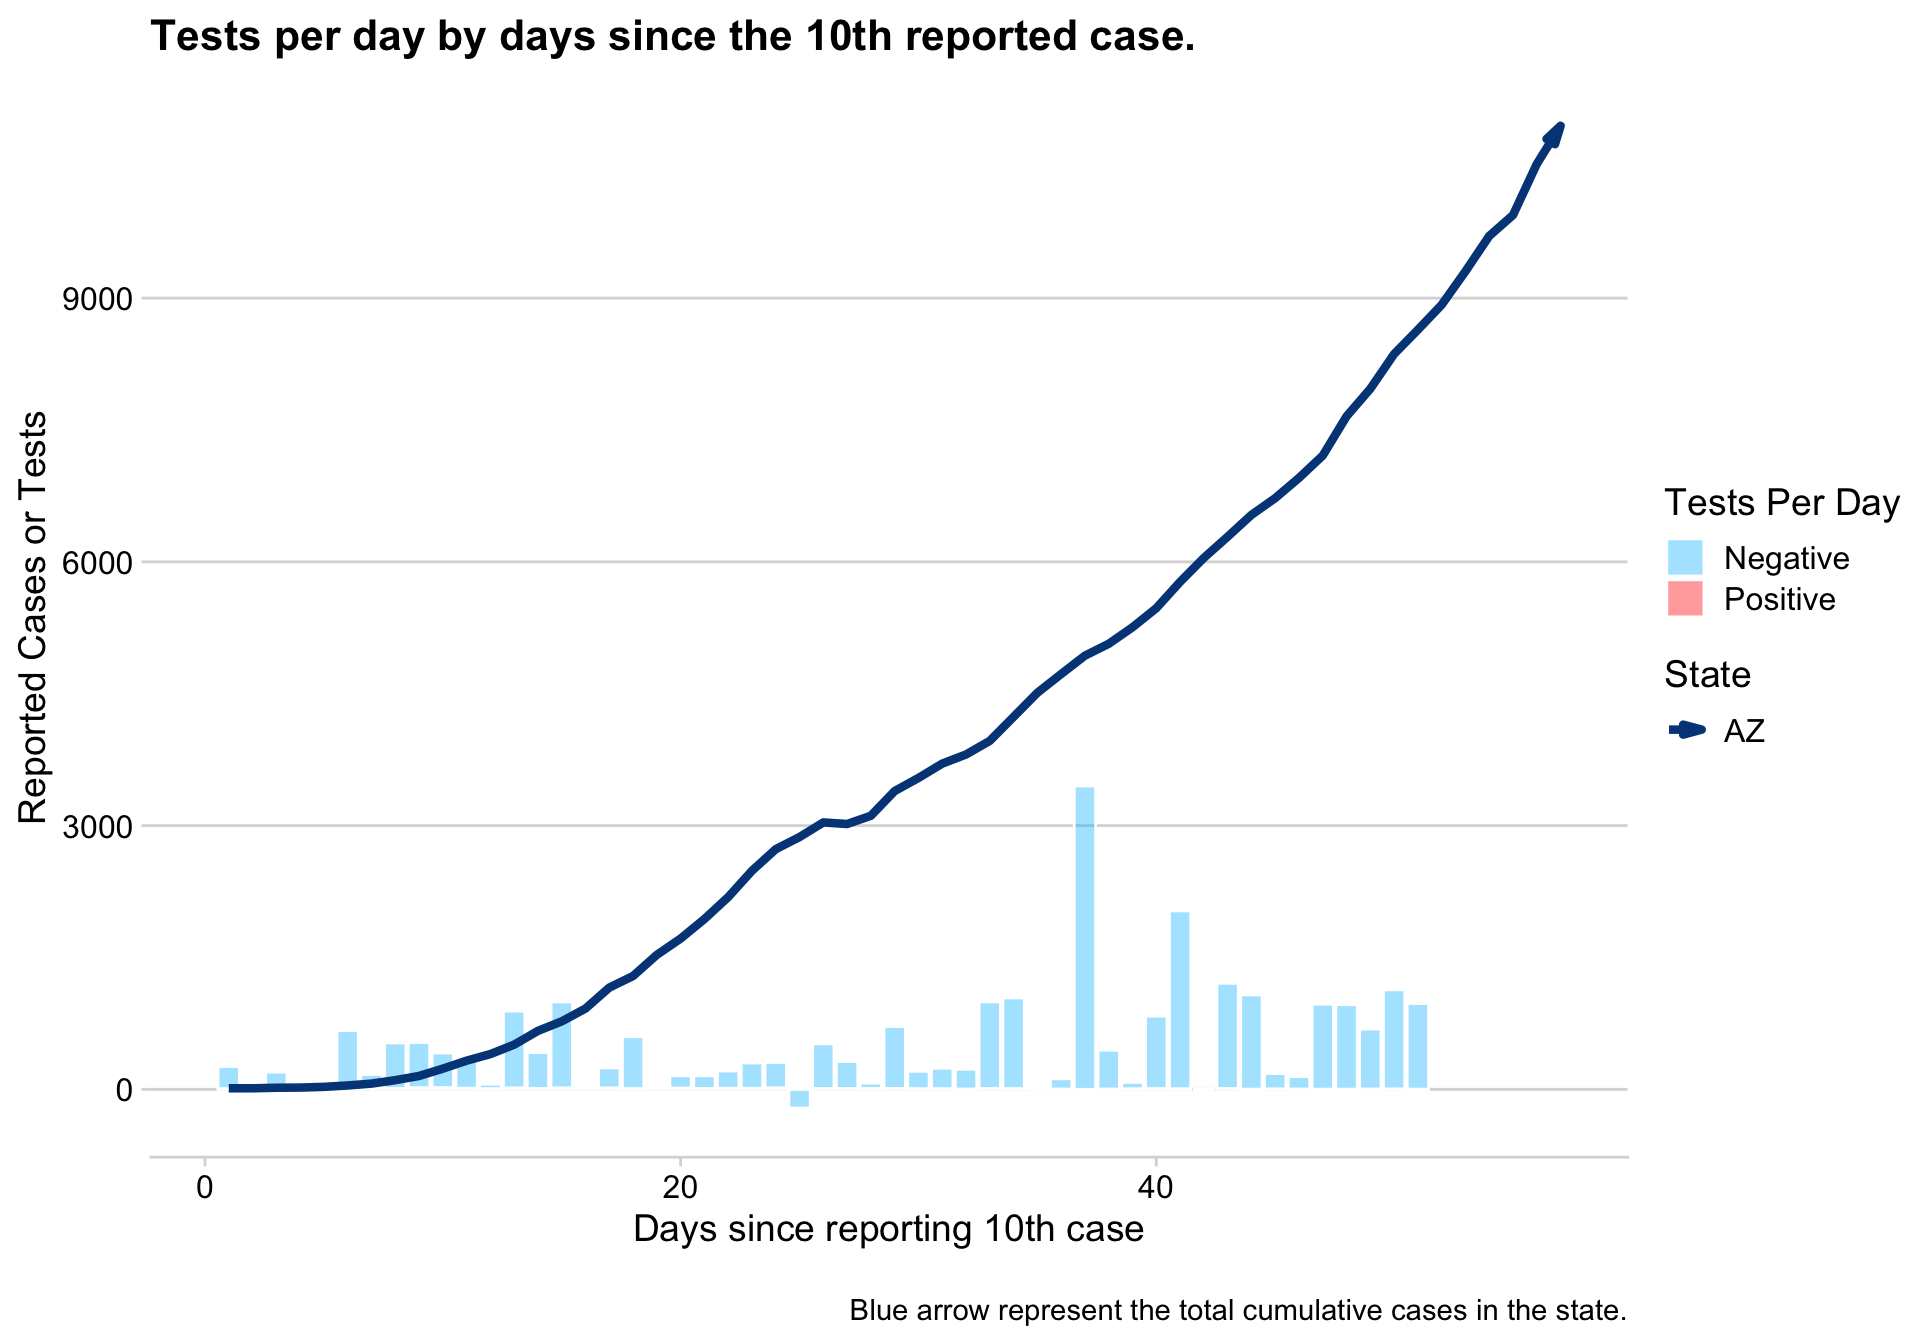 Tests per day by days since the 10th reported case.
Reported Cases or Tests
9000
6000
3000
0
0
20
40
Days since reporting 10th case
Tests Per Day
Negative
Positive
State
AZ
Blue arrow represent the total cumulative cases in the state.